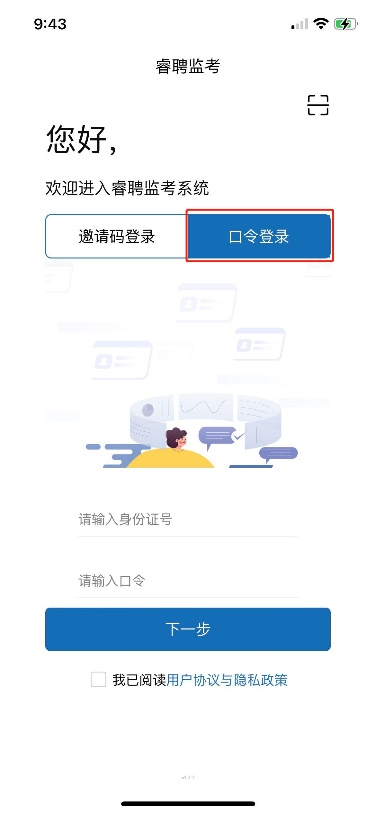 9:43
睿聘监考
您好,
欢迎进入睿聘监考系统
邀请码登录
口令登录
请输入身份证号
请输入口令
下一步
我已阅读用户协议与隐私政策